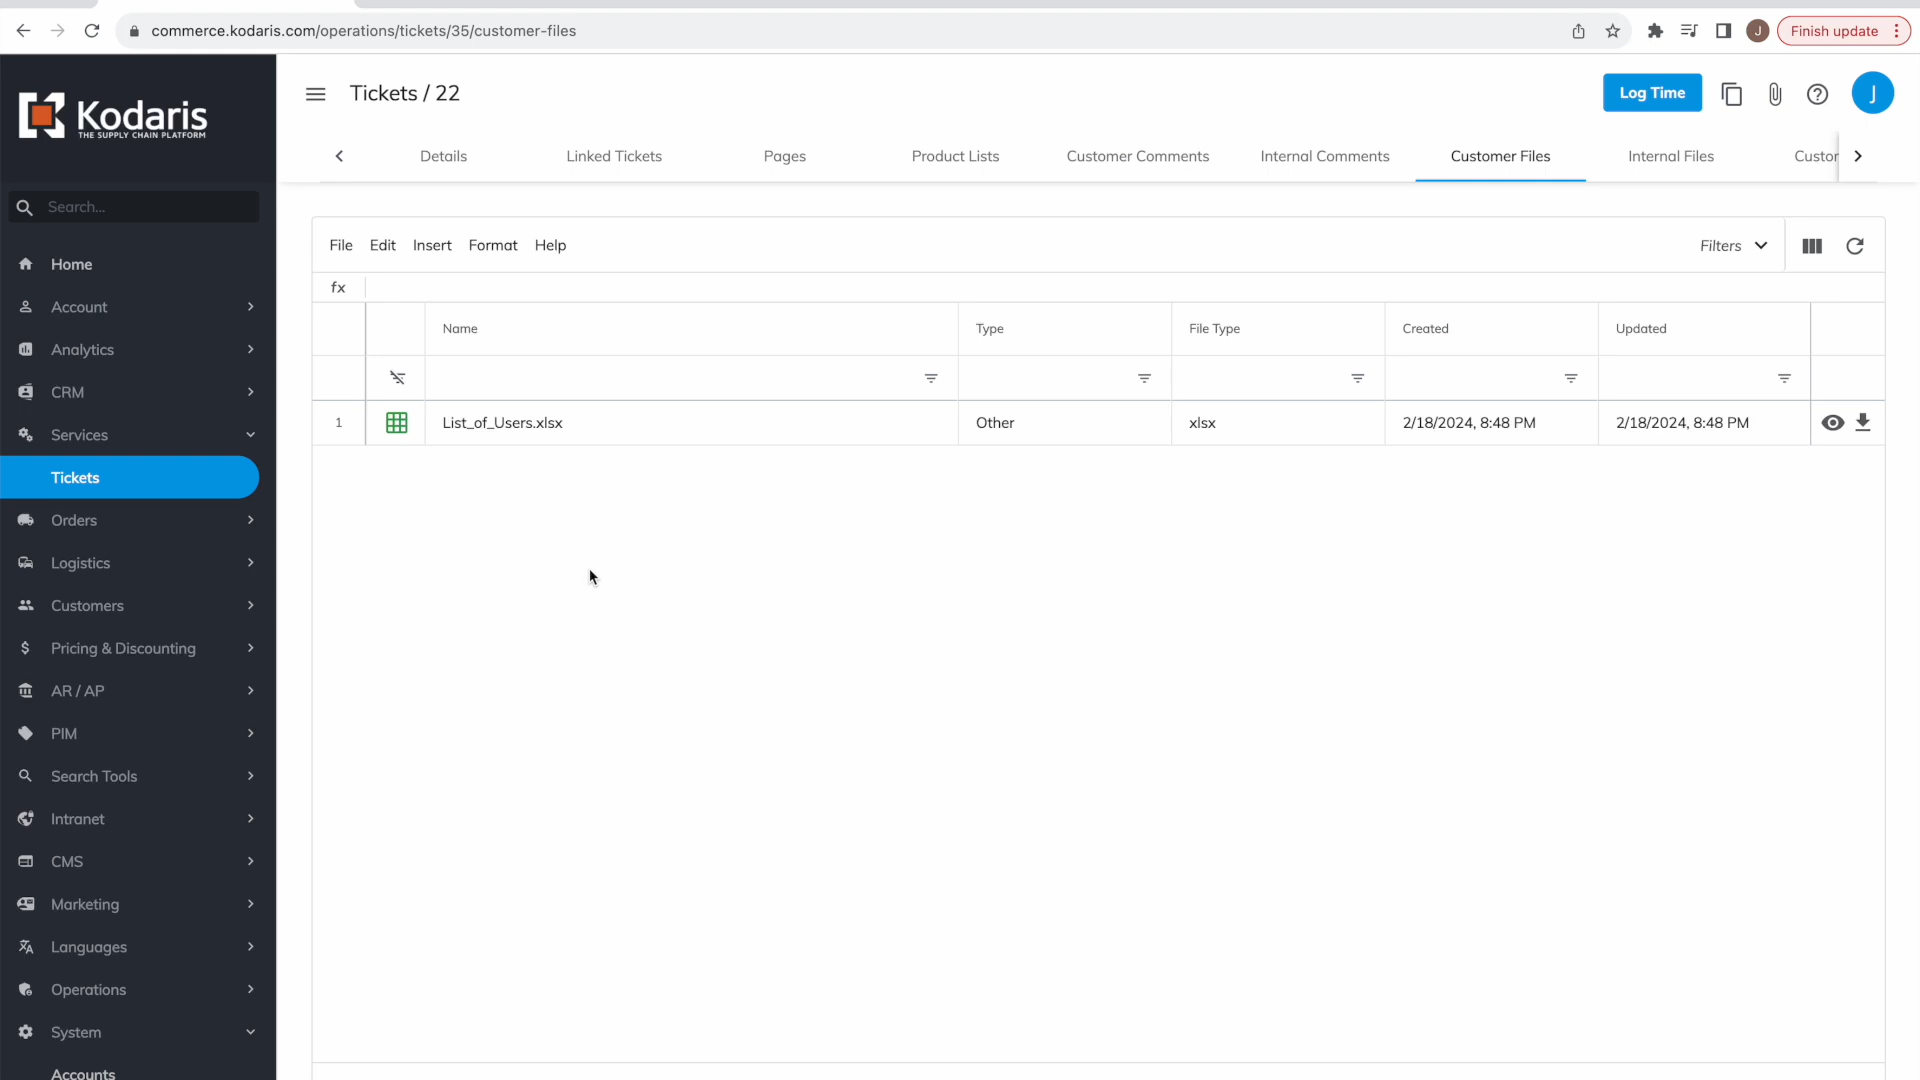 commerce.kodaris.com/operations/tickets/35/customer-files
J
Finish update
Kodaris
THE SUPPLY CHAIN PLATFORM
Tickets / 22
Log Time
J
Details
Linked Tickets
Pages
Product Lists
Customer Comments
Internal Comments
Customer Files
Internal Files
Custor
Search...
Home
Account
Analytics
CRM
Services
Tickets
Orders
Logistics
Customers
Pricing & Discounting
AR / AP
PIM
Search Tools
Intranet
CMS
Marketing
Languages
Operations
System
Accounts
File Edit Insert Format Help
Filters
fx
Name Type File Type Created Updated
1 List_of_Users.xlsx Other xlsx 2/18/2024, 8:48 PM 2/18/2024, 8:48 PM